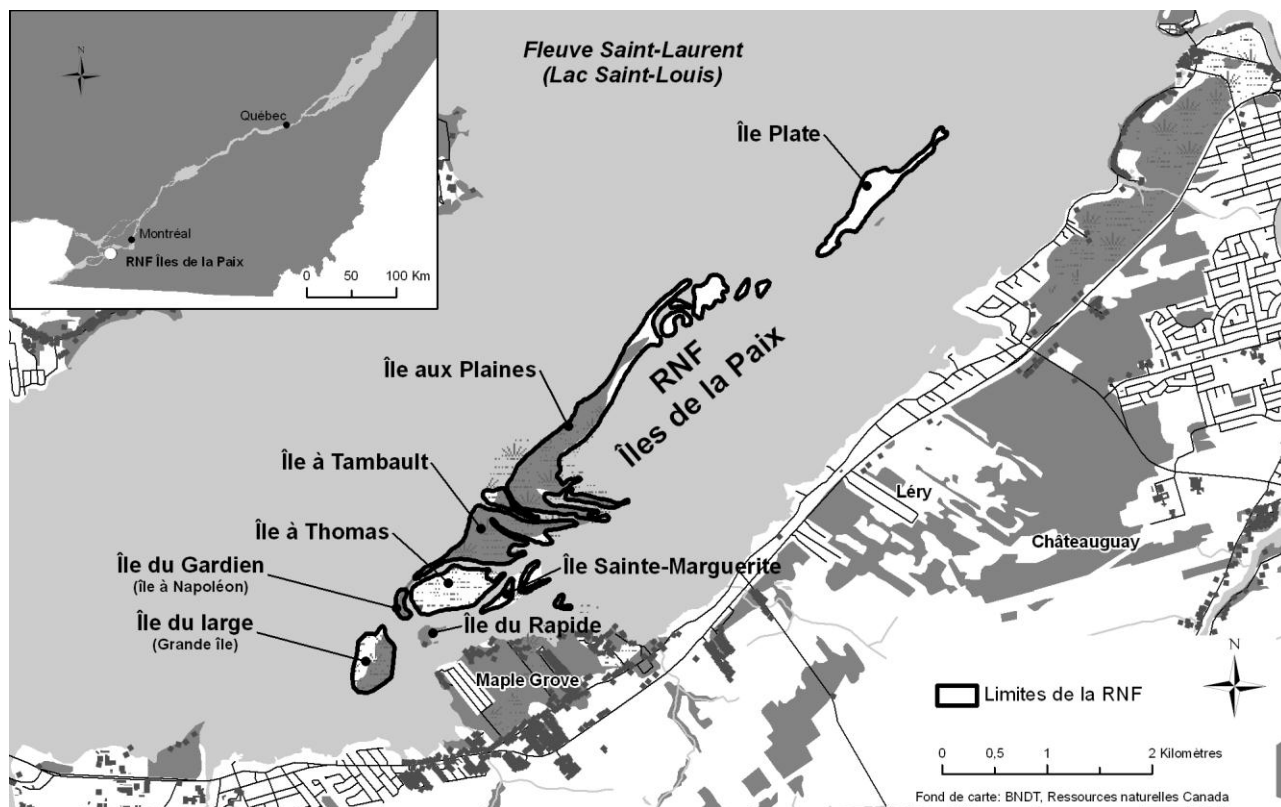 N
Québec
Montréal
RNF Îles de la Paix
0 50 100 Km
Fleuve Saint-Laurent
(Lac Saint-Louis)
Île Plate
Île aux Plaines
RNF
Îles de la Paix
Île à Tambault
Île à Thomas
Île du Gardien
(île à Napoléon)
Île Sainte-Marguerite
Île du large
(Grande île)
Île du Rapide
Léry
Châteauguay
Maple Grove
N
Limites de la RNF
0 0,5 1 2 Kilomètres
Fond de carte: BNDT, Ressources naturelles Canada